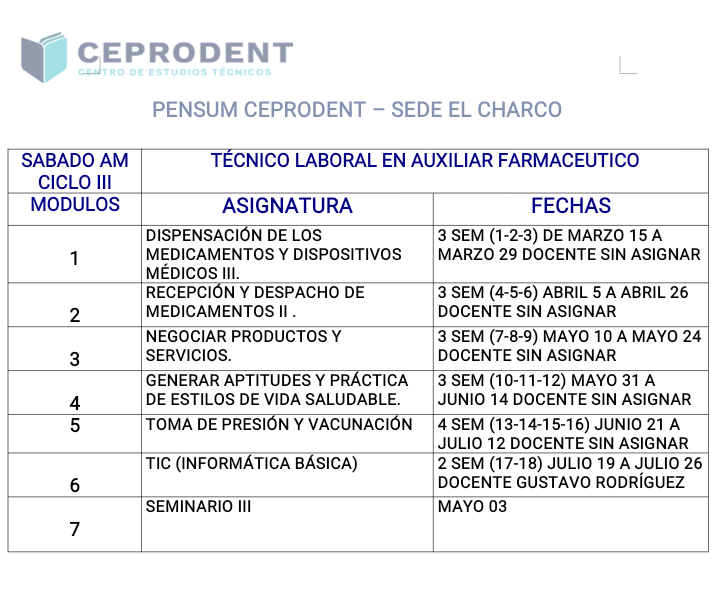 CEPRODENT
CENTRO DE ESTUDIOS TÉCNICOS
PENSUM CEPRODENT – SEDE EL CHARCO
SABADO AM
CICLO III
TÉCNICO LABORAL EN AUXILIAR FARMACEUTICO
MODULOS
ASIGNATURA
FECHAS
1
DISPENSACIÓN DE LOS
MEDICAMENTOS Y DISPOSITIVOS
MÉDICOS III.
3 SEM (1-2-3) DE MARZO 15 A
MARZO 29 DOCENTE SIN ASIGNAR
2
RECEPCIÓN Y DESPACHO DE
MEDICAMENTOS II .
3 SEM (4-5-6) ABRIL 5 A ABRIL 26
DOCENTE SIN ASIGNAR
3
NEGOCIAR PRODUCTOS Y
SERVICIOS.
3 SEM (7-8-9) MAYO 10 A MAYO 24
DOCENTE SIN ASIGNAR
4
GENERAR APTITUDES Y PRÁCTICA
DE ESTILOS DE VIDA SALUDABLE.
3 SEM (10-11-12) MAYO 31 A
JUNIO 14 DOCENTE SIN ASIGNAR
5
TOMA DE PRESIÓN Y VACUNACIÓN
4 SEM (13-14-15-16) JUNIO 21 A
JULIO 12 DOCENTE SIN ASIGNAR
6
TIC (INFORMÁTICA BÁSICA)
2 SEM (17-18) JULIO 19 A JULIO 26
DOCENTE GUSTAVO RODRÍGUEZ
7
SEMINARIO III
MAYO 03